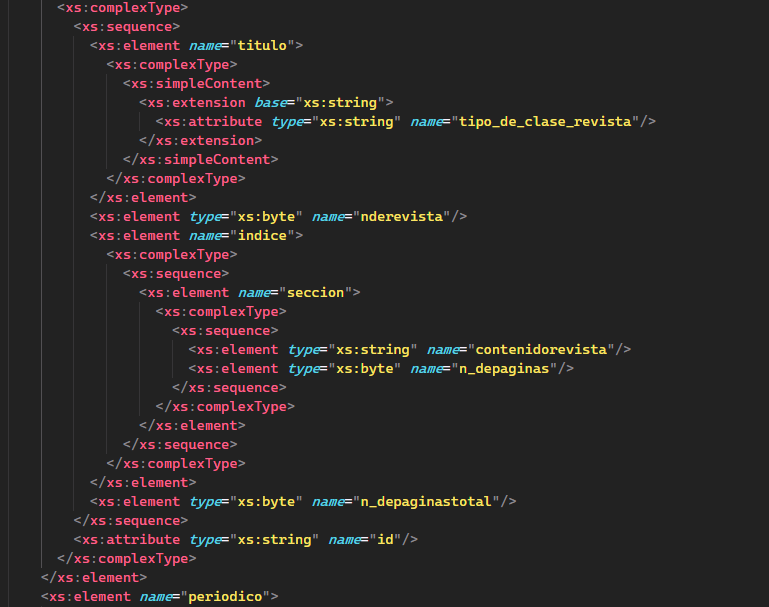 <xs:complexType>
<xs:sequence>
<xs:element name="titulo">
<xs:complexType>
<xs:simpleContent>
<xs:extension base="xs:string">
<xs:attribute type="xs:string" name="tipo_de_clase_revista"/>
</xs:extension>
</xs:simpleContent>
</xs:complexType>
</xs:element>
<xs:element type="xs:byte" name="nderevista"/>
<xs:element name="indice">
<xs:complexType>
<xs:sequence>
<xs:element name="seccion">
<xs:complexType>
<xs:sequence>
<xs:element type="xs:string" name="contenidorevista"/>
<xs:element type="xs:byte" name="n_depaginas"/>
</xs:sequence>
</xs:complexType>
</xs:element>
</xs:sequence>
</xs:complexType>
</xs:element>
<xs:element type="xs:byte" name="n_depaginastotal"/>
</xs:sequence>
<xs:attribute type="xs:string" name="id"/>
</xs:complexType>
</xs:element>
<xs:element name="periodico">